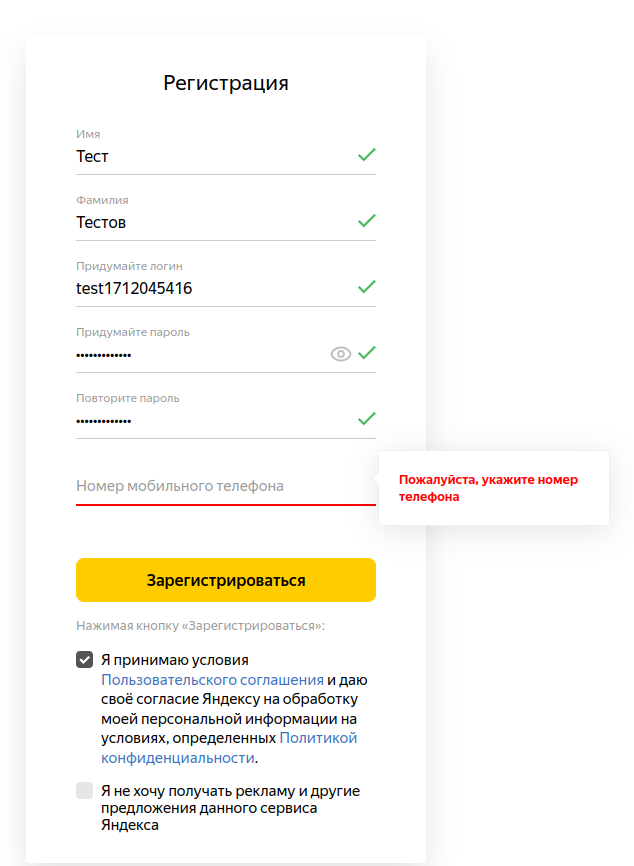 Регистрация
Имя
Тест
Фамилия
Тестов
Придумайте логин
test1712045416
Придумайте пароль
•••••••••••••
Повторите пароль
•••••••••••••
Номер мобильного телефона
Пожалуйста, укажите номер
телефона
Зарегистрироваться
Нажимая кнопку «Зарегистрироваться»:
Я принимаю условия
Пользовательского соглашения и даю
своё согласие Яндексу на обработку
моей персональной информации на
условиях, определенных Политикой
конфиденциальности.
Я не хочу получать рекламу и другие
предложения данного сервиса
Яндекса